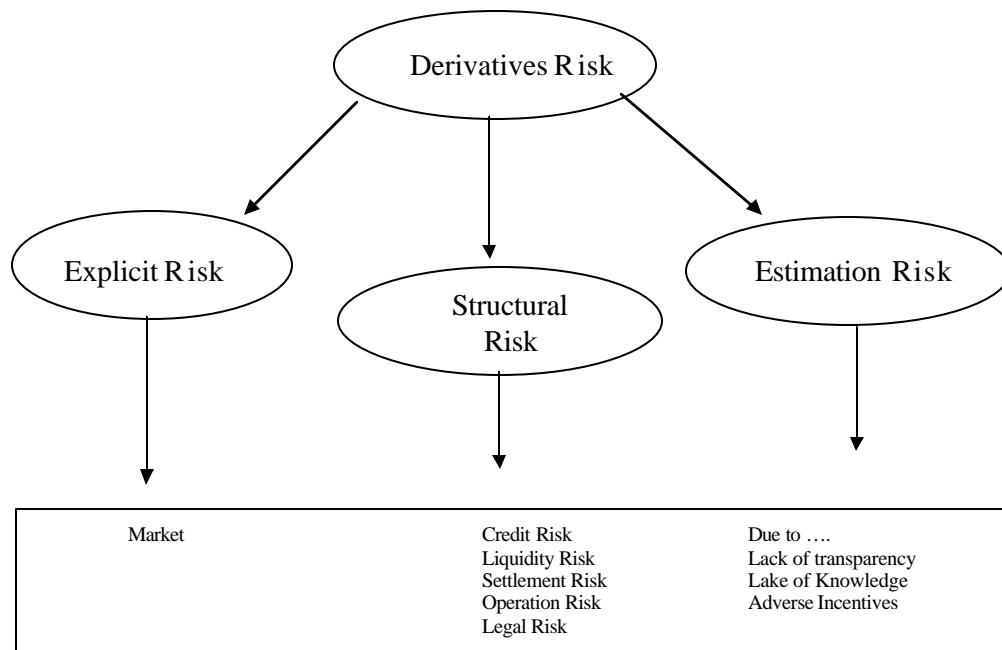 Derivatives Risk
Explicit Risk
Structural
Risk
Estimation Risk
Market
Credit Risk
Liquidity Risk
Settlement Risk
Operation Risk
Legal Risk
Due to ….
Lack of transparency
Lake of Knowledge
Adverse Incentives